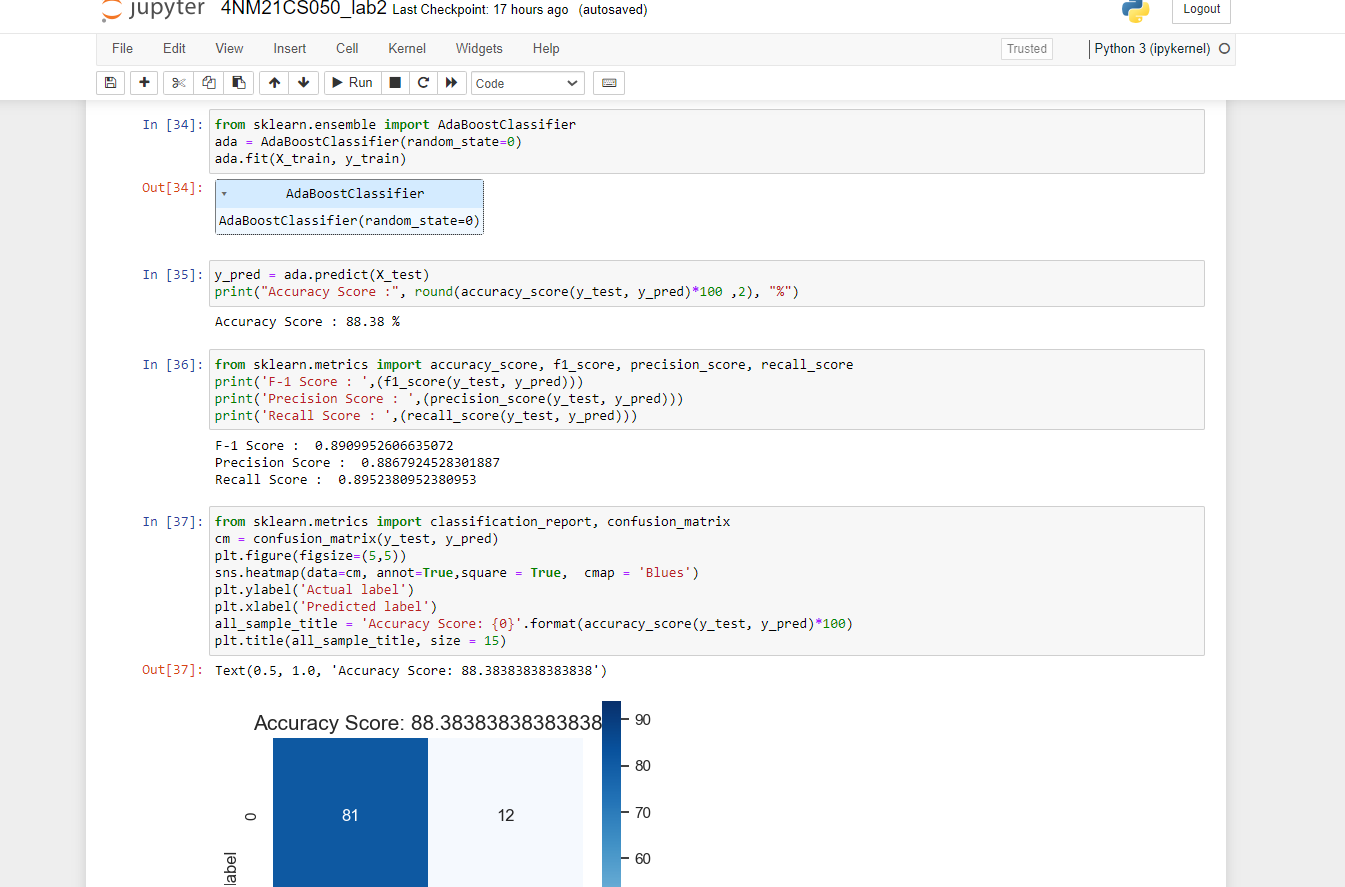 jupyter 4NM21CS050_lab2 Last Checkpoint: 17 hours ago (autosaved)
Logout
File Edit View Insert Cell Kernel Widgets Help
Trusted
Python 3 (ipykernel)
Run
Code
In [34]: from sklearn.ensemble import AdaBoostClassifier
ada = AdaBoostClassifier(random_state=0)
ada.fit(X_train, y_train)
Out[34]: AdaBoostClassifier
AdaBoostClassifier(random_state=0)
In [35]: y_pred = ada.predict(X_test)
print("Accuracy Score :", round(accuracy_score(y_test, y_pred)*100 ,2), "%")
Accuracy Score : 88.38 %
In [36]: from sklearn.metrics import accuracy_score, f1_score, precision_score, recall_score
print('F-1 Score : ',(f1_score(y_test, y_pred)))
print('Precision Score : ',(precision_score(y_test, y_pred)))
print('Recall Score : ',(recall_score(y_test, y_pred)))
F-1 Score :  0.8909952606635072
Precision Score :  0.8867924528301887
Recall Score :  0.8952380952380953
In [37]: from sklearn.metrics import classification_report, confusion_matrix
cm = confusion_matrix(y_test, y_pred)
plt.figure(figsize=(5,5))
sns.heatmap(data=cm, annot=True,square = True,  cmap = 'Blues')
plt.ylabel('Actual label')
plt.xlabel('Predicted label')
all_sample_title = 'Accuracy Score: {0}'.format(accuracy_score(y_test, y_pred)*100)
plt.title(all_sample_title, size = 15)
Out[37]: Text(0.5, 1.0, 'Accuracy Score: 88.38383838383838')
Accuracy Score: 88.38383838383838
90
80
70
60
81
12
0
label